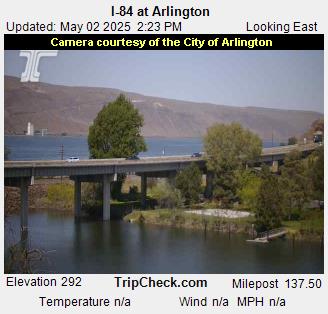 I-84 at Arlington
Updated: May 02 2025 2:23 PM Looking East
Camera courtesy of the City of Arlington
Elevation 292 TripCheck.com Milepost 137.50
Temperature n/a Wind n/a MPH n/a